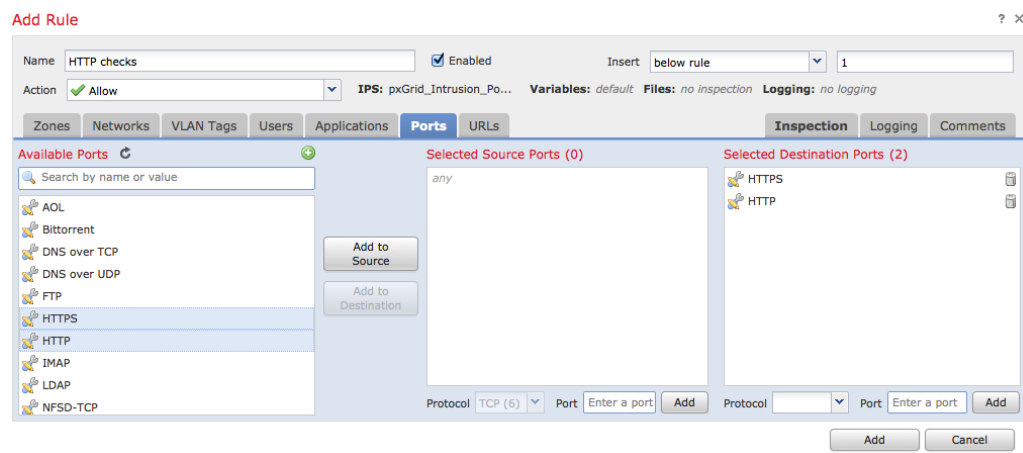 Add Rule
?
Name HTTP checks Enabled Insert below rule 1
Action Allow IPS: pxGrid_Intrusion_Po... Variables: default Files: no inspection Logging: no logging
Zones Networks VLAN Tags Users Applications Ports URLs Inspection Logging Comments
Available Ports Selected Source Ports (0) Selected Destination Ports (2)
Search by name or value any HTTPS
AOL HTTP
Bittorrent
DNS over TCP Add to
Source
DNS over UDP
FTP Add to
Destination
HTTPS
HTTP
IMAP
LDAP
NFSD-TCP Protocol TCP (6) Port Enter a port Add Protocol Port Enter a port Add
Add Cancel